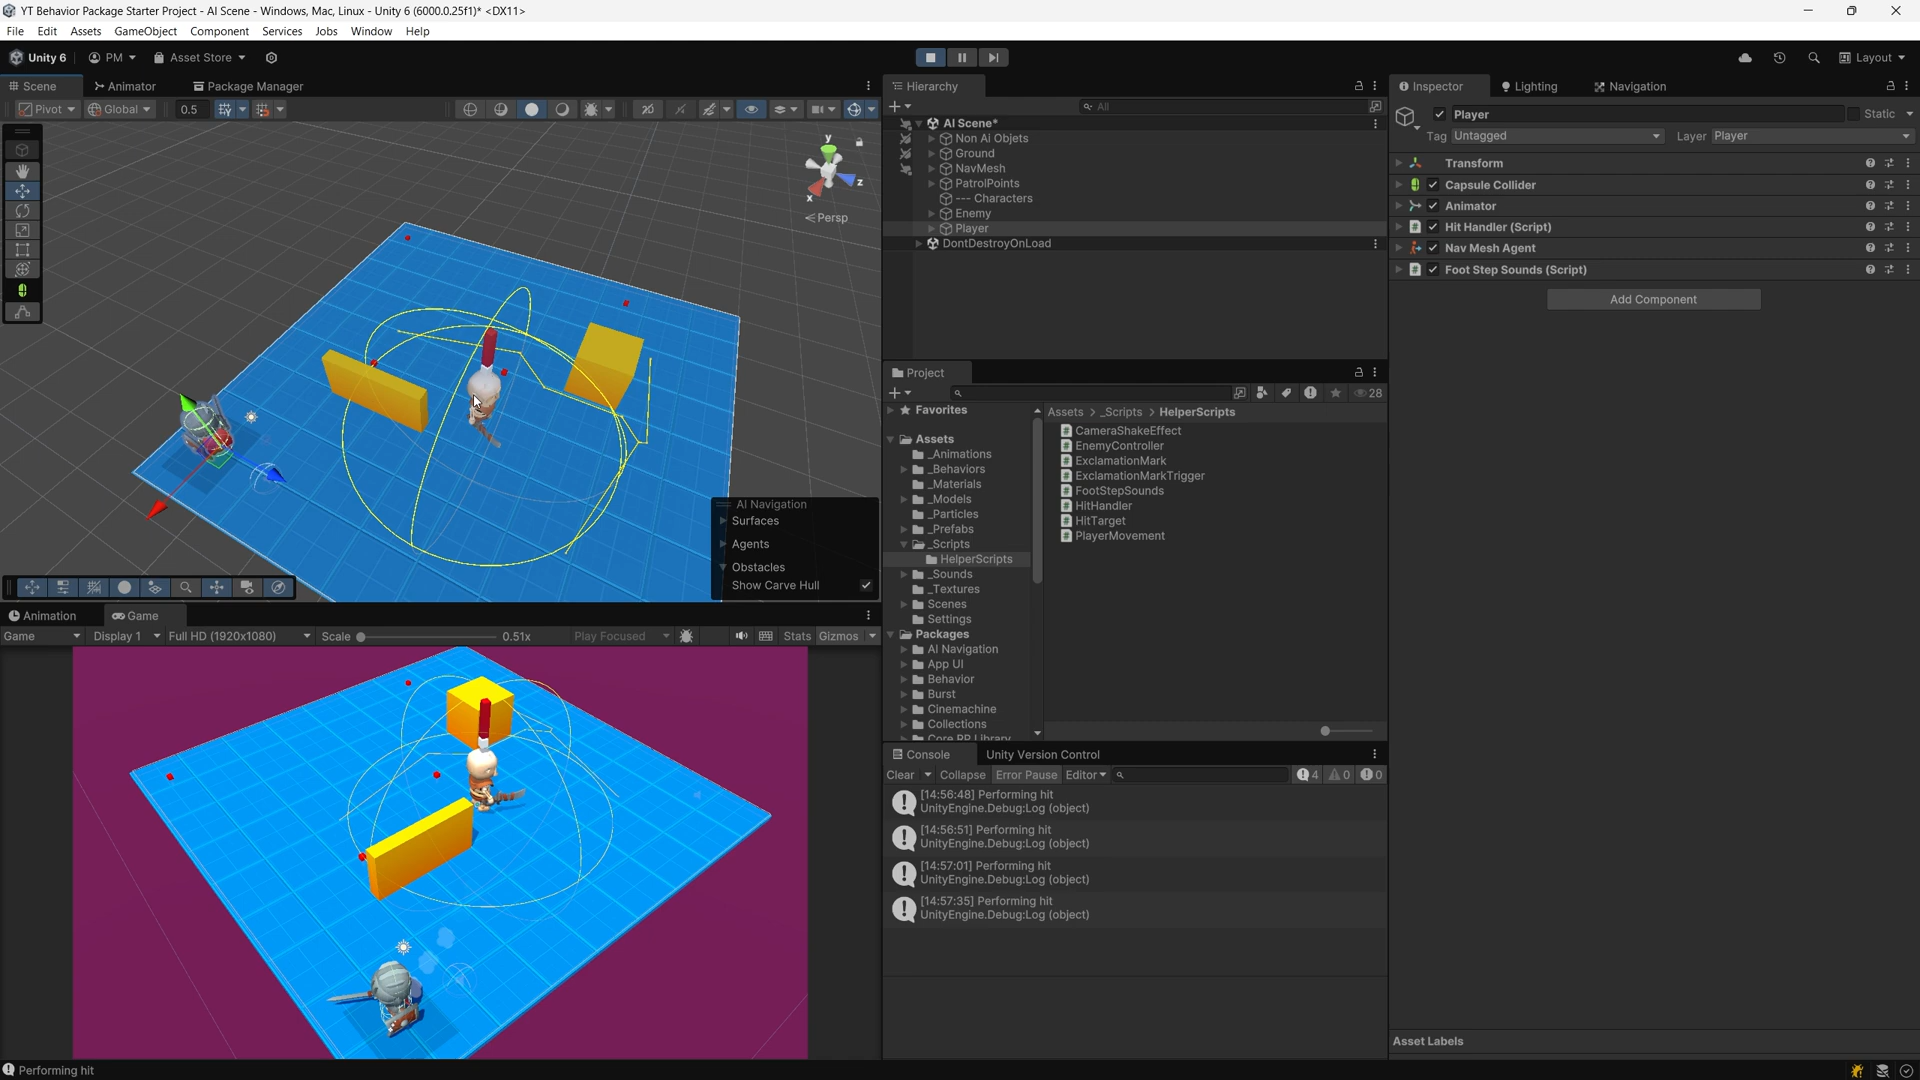 YT Behavior Package Starter Project - AI Scene - Windows, Mac, Linux - Unity 6 (6000.0.25f1)* <DX11>
File Edit Assets GameObject Component Services Jobs Window Help
Unity 6 PM Asset Store Layout
Scene Animator Package Manager
Pivot Global 0.5
y
z
x
Persp
AI Navigation
Surfaces
Agents
Obstacles
Show Carve Hull
Animation Game
Game Display 1 Full HD (1920x1080) Scale 0.51x Play Focused Stats Gizmos
Hierarchy
All
AI Scene*
Non Ai Objets
Ground
NavMesh
PatrolPoints
--- Characters
Enemy
Player
DontDestroyOnLoad
Project
28
Favorites
Assets
_Animations
_Behaviors
_Materials
_Models
_Particles
_Prefabs
_Scripts
HelperScripts
_Sounds
_Textures
Scenes
Settings
Packages
AI Navigation
App UI
Behavior
Burst
Cinemachine
Collections
Core RP Library
Assets > _Scripts > HelperScripts
CameraShakeEffect
EnemyController
ExclamationMark
ExclamationMarkTrigger
FootStepSounds
HitHandler
HitTarget
PlayerMovement
Console Unity Version Control
Clear Collapse Error Pause Editor 4 0 0
[14:56:48] Performing hit
UnityEngine.Debug:Log (object)
[14:56:51] Performing hit
UnityEngine.Debug:Log (object)
[14:57:01] Performing hit
UnityEngine.Debug:Log (object)
[14:57:35] Performing hit
UnityEngine.Debug:Log (object)
Inspector Lighting Navigation
Player Static
Tag Untagged Layer Player
Transform
Capsule Collider
Animator
Hit Handler (Script)
Nav Mesh Agent
Foot Step Sounds (Script)
Add Component
Asset Labels
Performing hit